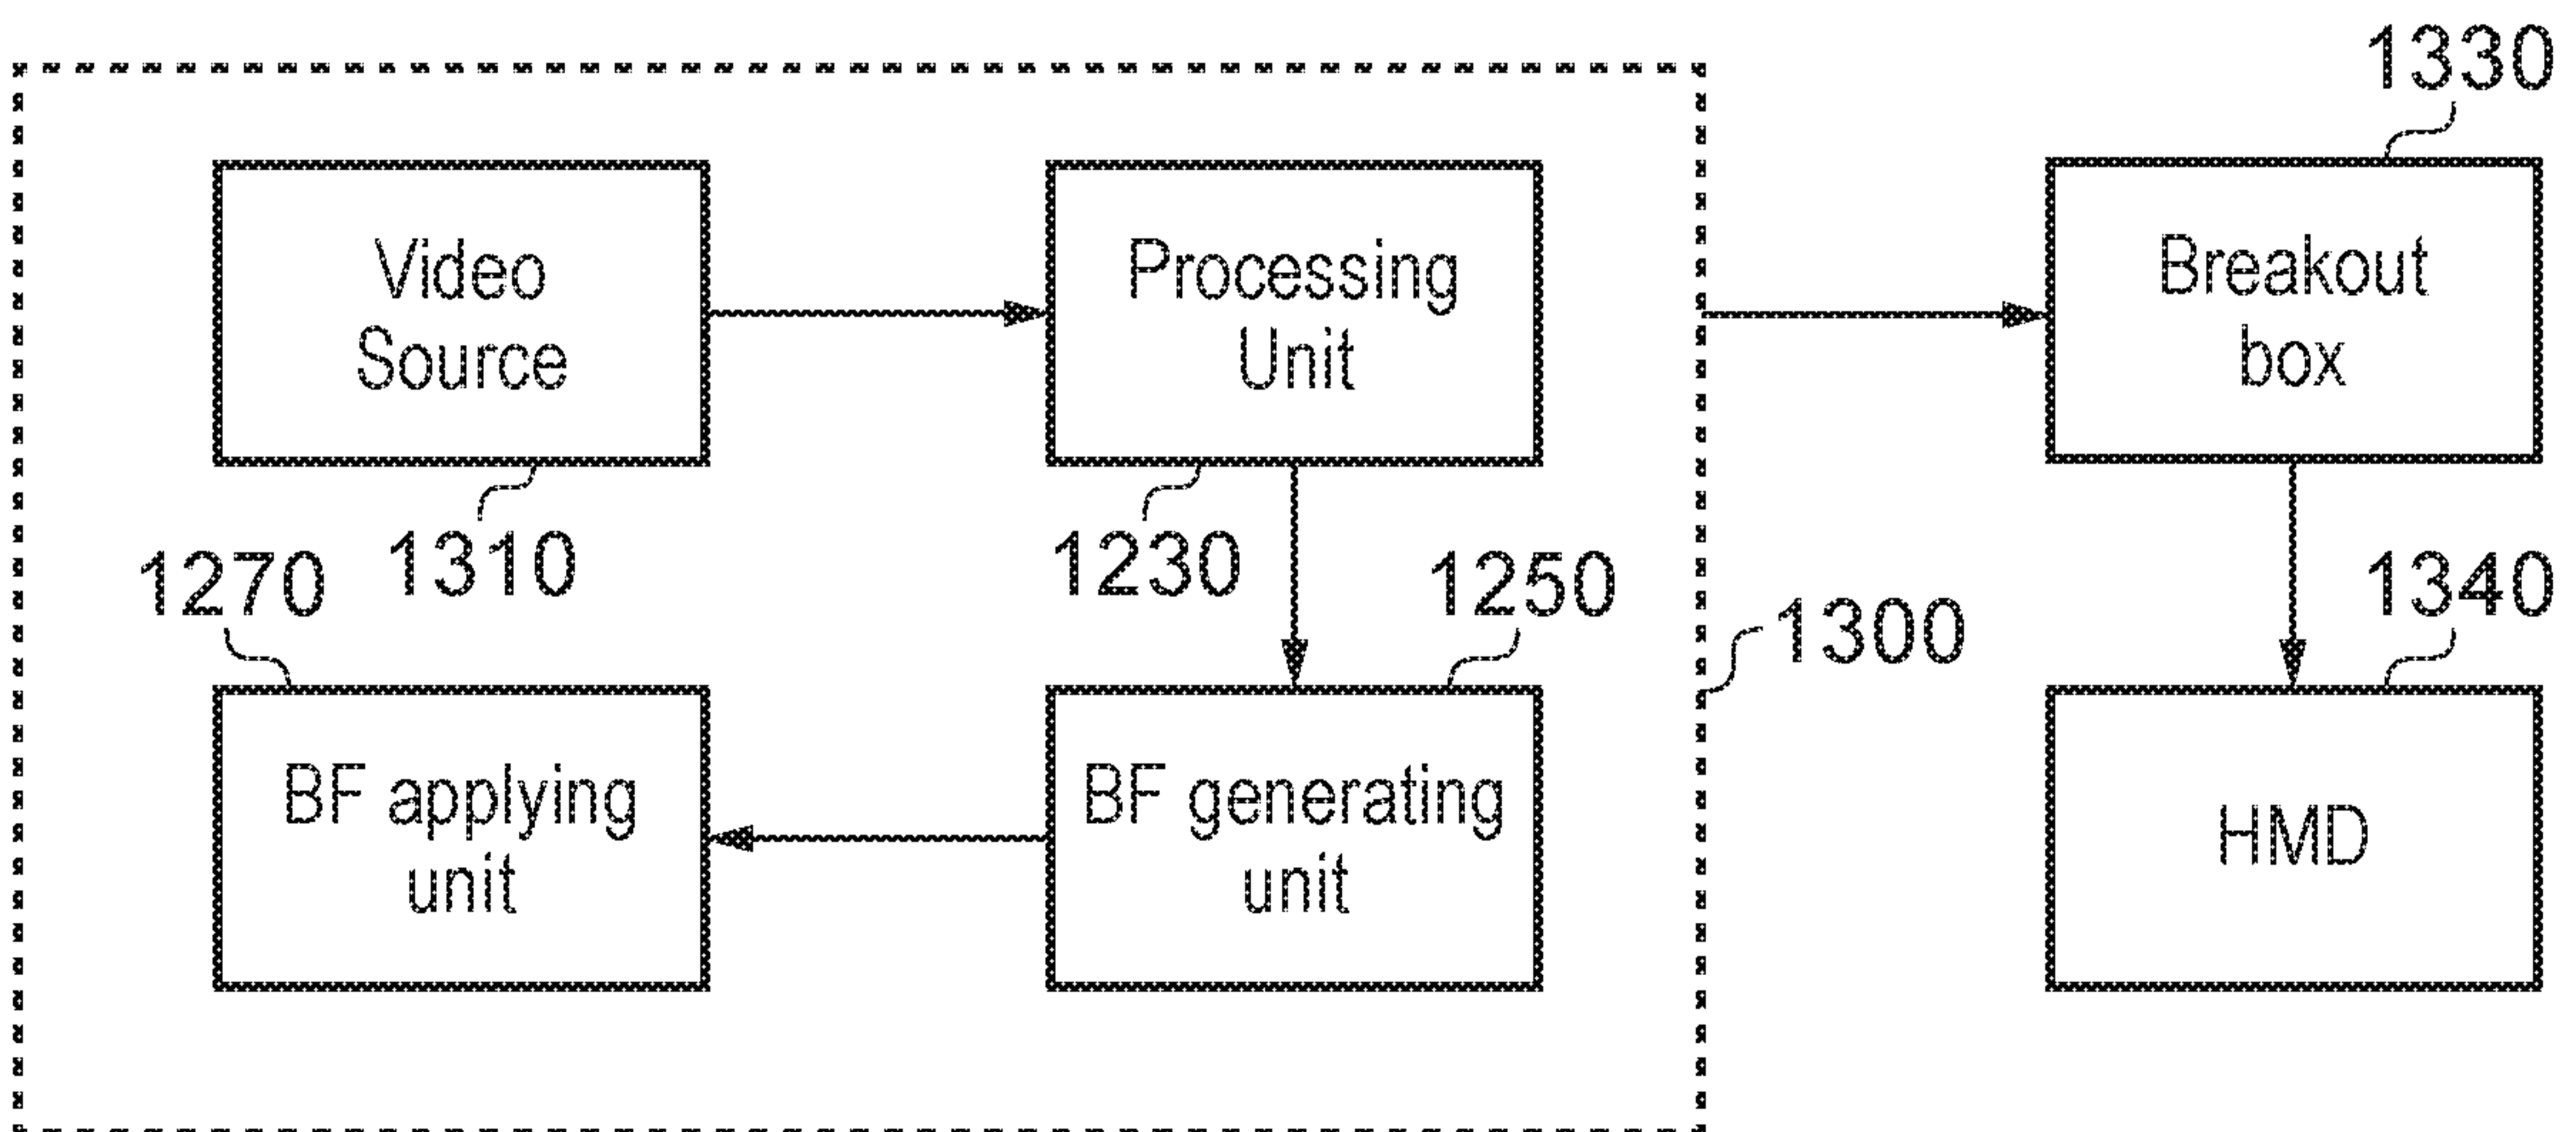 1330
Video
Source
Processing
Unit
Breakout
box
1310
1230
1270
1250
1300
1340
BF applying
unit
BF generating
unit
HMD